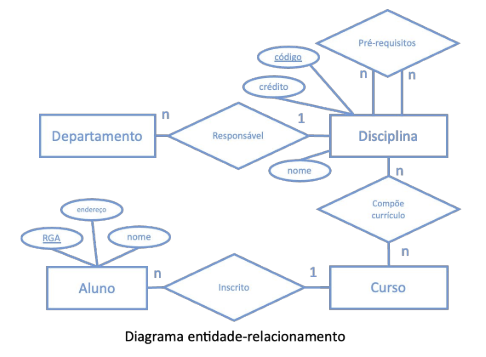 Pré-requisitos
código
crédito
n
n
n
1
Departamento
Responsável
Disciplina
nome
n
Compõe
currículo
endereço
RGA
nome
n
n
1
Aluno
Inscrito
Curso
Diagrama entidade-relacionamento